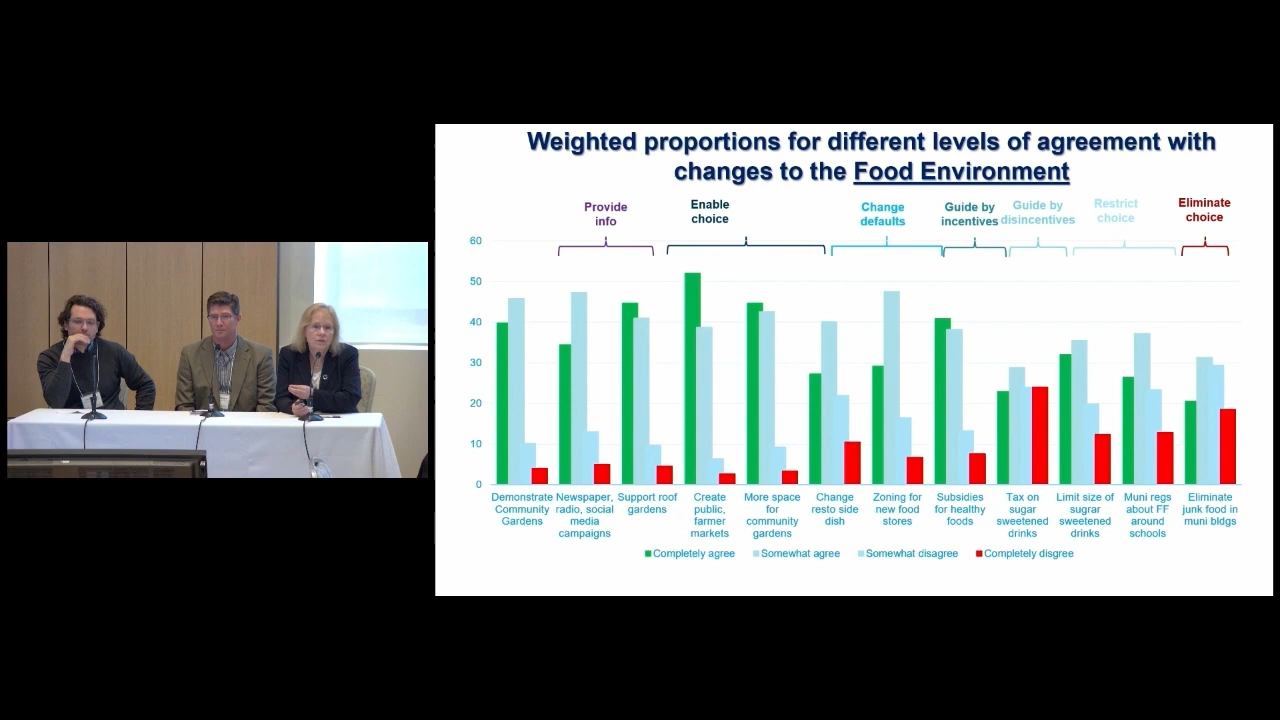 Weighted proportions for different levels of agreement with
changes to the Food Environment
Provide
info
Enable
choice
Change
defaults
Guide by
incentives
Guide by
disincentives
Restrict
choice
Eliminate
choice
60
50
40
30
20
10
0
Demonstrate
Community
Gardens
Newspaper,
radio, social
media
campaigns
Support roof
gardens
Create
public,
farmer
markets
More space
for
community
gardens
Change
resto side
dish
Zoning for
new food
stores
Subsidies
for healthy
foods
Tax on
sugar
sweetened
drinks
Limit size of
sugrar
sweetened
drinks
Muni regs
about FF
around
schools
Eliminate
junk food in
muni bldgs
Completely agree
Somewhat agree
Somewhat disagree
Completely disgree